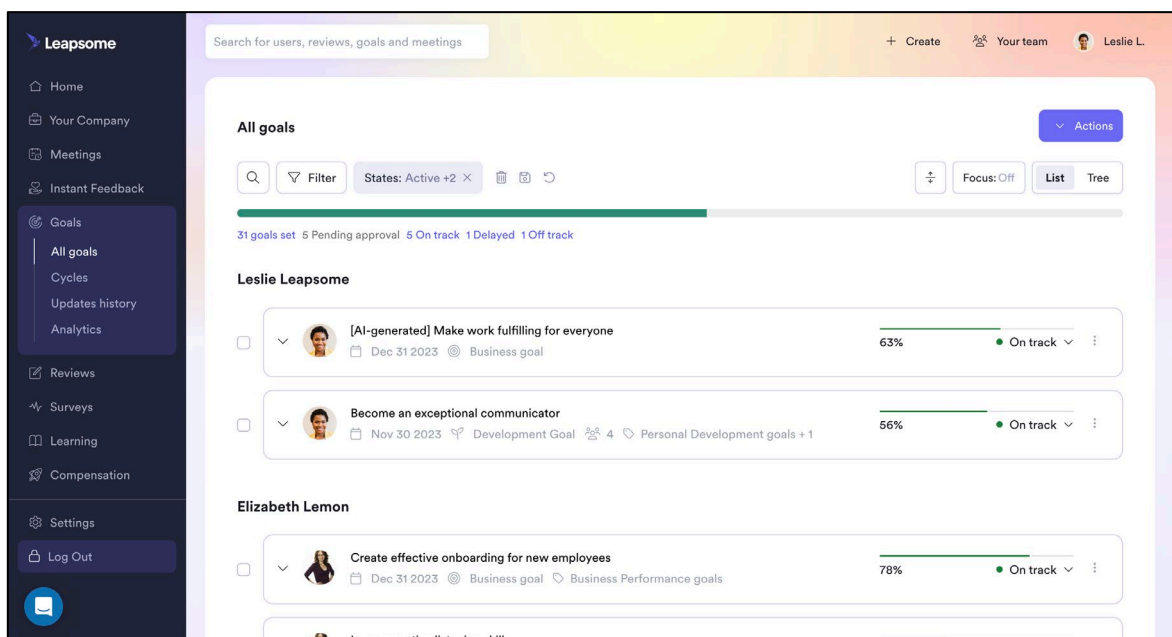 Leapsome
Search for users, reviews, goals and meetings
+ Create
Your team
Leslie L.
Home
Your Company
Meetings
Instant Feedback
Goals
All goals
Cycles
Updates history
Analytics
Reviews
Surveys
Learning
Compensation
Settings
Log Out
All goals
Actions
Filter
States: Active +2
Focus: Off
List
Tree
31 goals set 5 Pending approval 5 On track 1 Delayed 1 Off track
Leslie Leapsome
[AI-generated] Make work fulfilling for everyone
Dec 31 2023 Business goal
63% On track
Become an exceptional communicator
Nov 30 2023 Development Goal 4 Personal Development goals + 1
56% On track
Elizabeth Lemon
Create effective onboarding for new employees
Dec 31 2023 Business goal Business Performance goals
78% On track